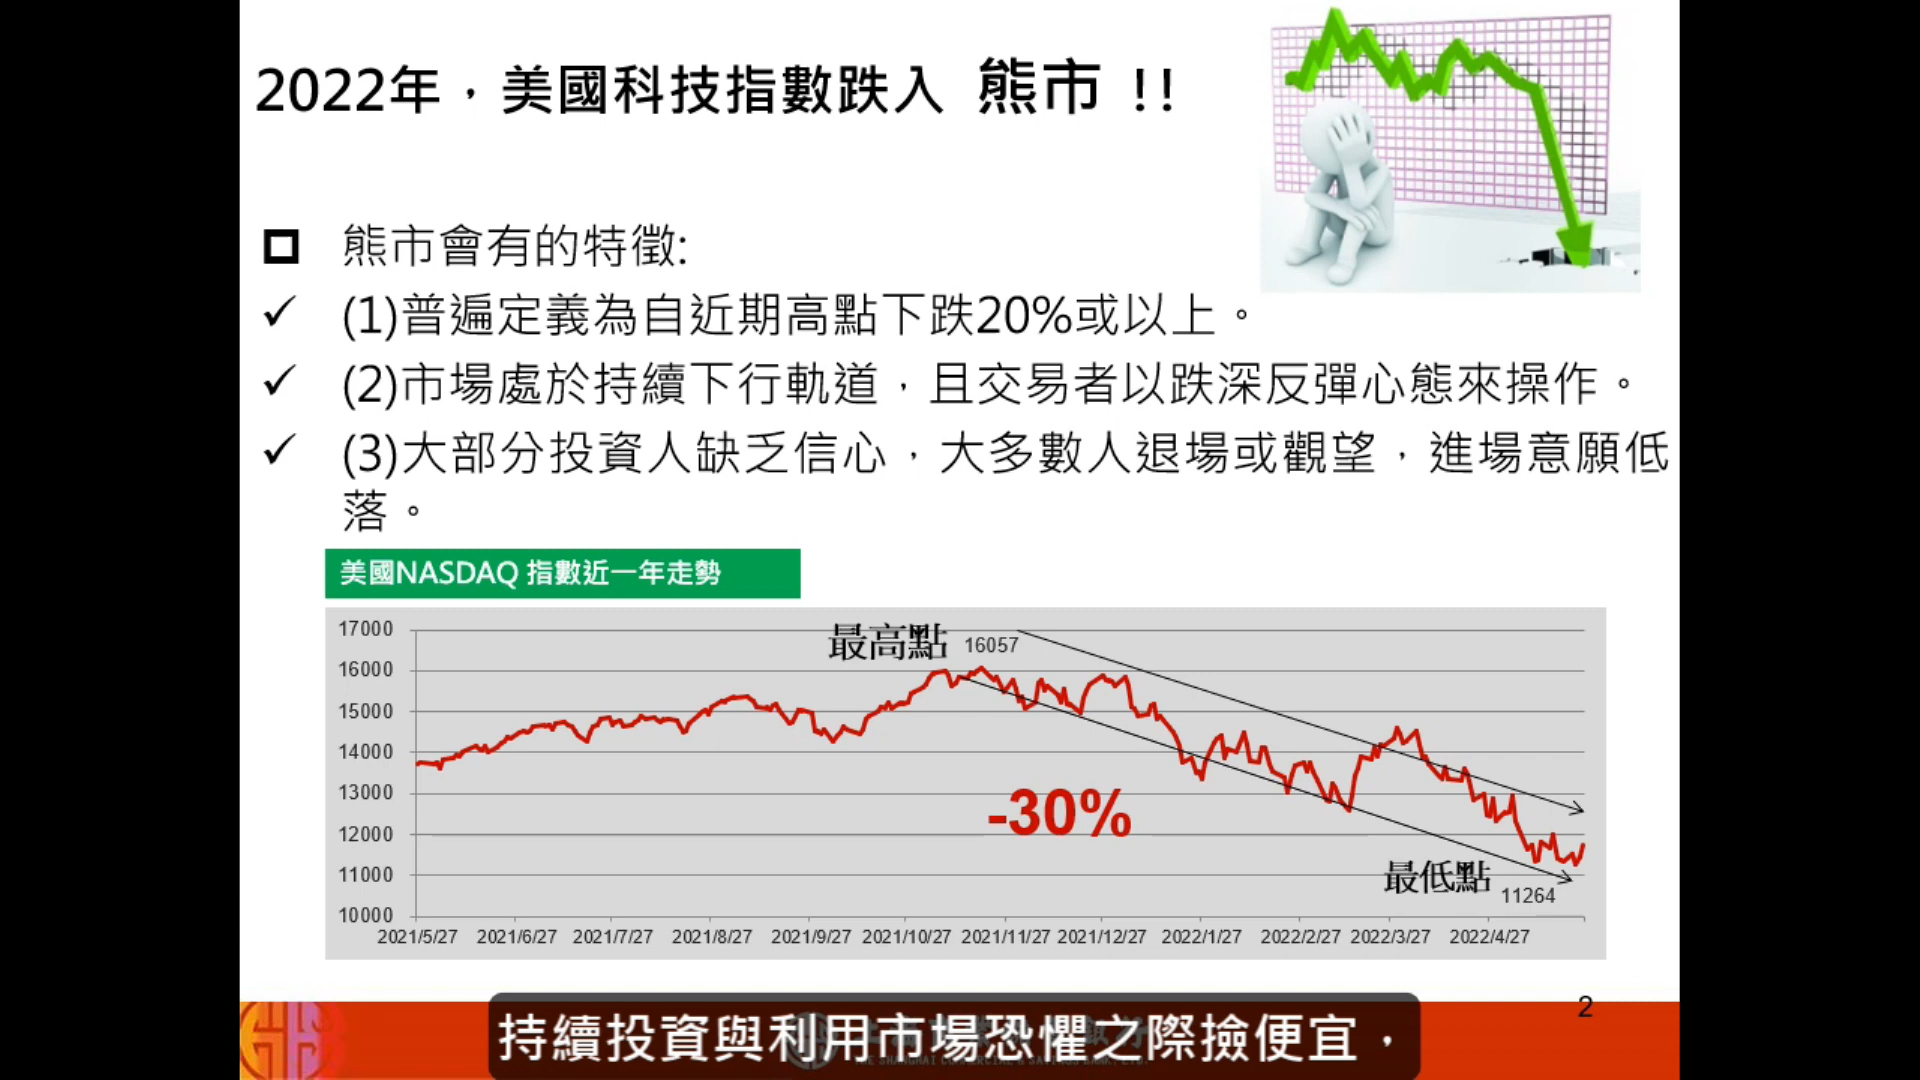 2022年，美國科技指數跌入 熊市 !!
熊市會有的特徵:
(1)普遍定義為自近期高點下跌20%或以上。
(2)市場處於持續下行軌道，且交易者以跌深反彈心態來操作。
(3)大部分投資人缺乏信心，大多數人退場或觀望，進場意願低
落。
美國NASDAQ 指數近一年走勢
17000
16000
15000
14000
13000
12000
11000
10000
最高點 16057
-30%
最低點 11264
2021/5/27 2021/6/27 2021/7/27 2021/8/27 2021/9/27 2021/10/27 2021/11/27 2021/12/27 2022/1/27 2022/2/27 2022/3/27 2022/4/27
2
持續投資與利用市場恐懼之際撿便宜，